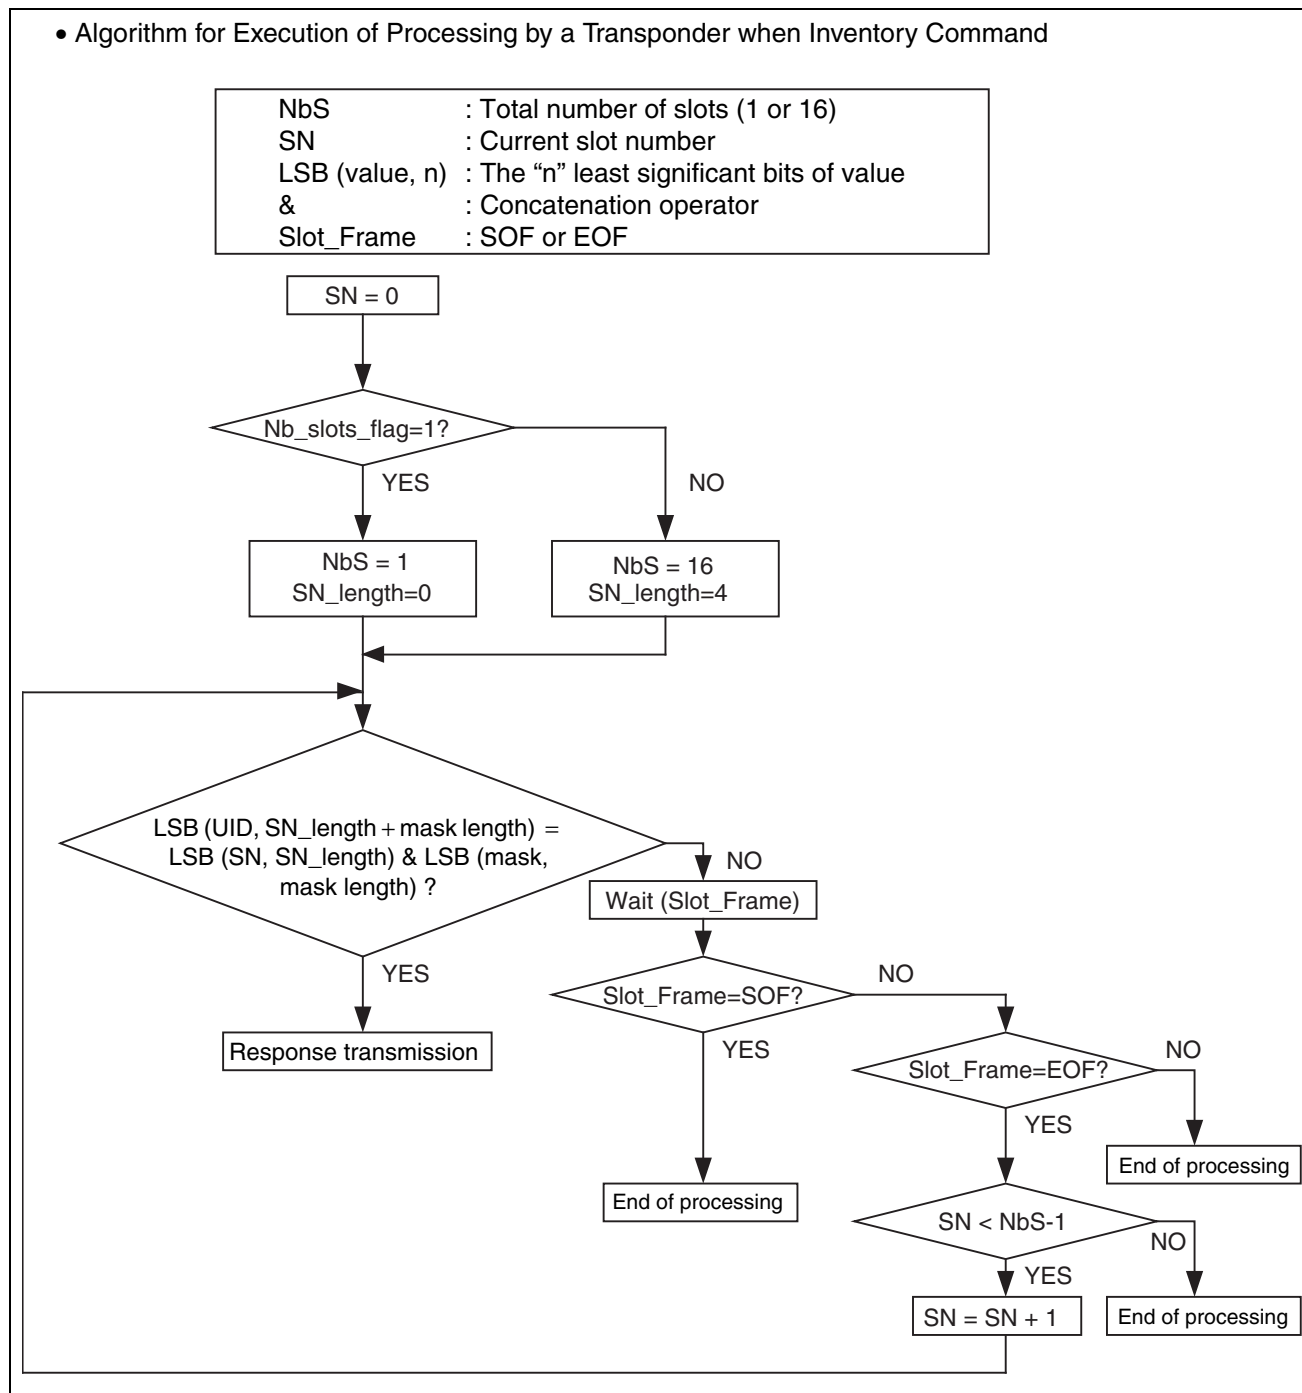 • Algorithm for Execution of Processing by a Transponder when Inventory Command
NbS : Total number of slots (1 or 16)
SN : Current slot number
LSB (value, n) : The “n” least significant bits of value
& : Concatenation operator
Slot_Frame : SOF or EOF
SN = 0
Nb_slots_flag=1?
YES
NO
NbS = 1
SN_length=0
NbS = 16
SN_length=4
LSB (UID, SN_length + mask length) =
LSB (SN, SN_length) & LSB (mask,
mask length) ?
NO
Wait (Slot_Frame)
YES
NO
Slot_Frame=SOF?
Response transmission
YES
NO
Slot_Frame=EOF?
YES
End of processing
End of processing
SN < NbS-1
NO
YES
SN = SN + 1
End of processing